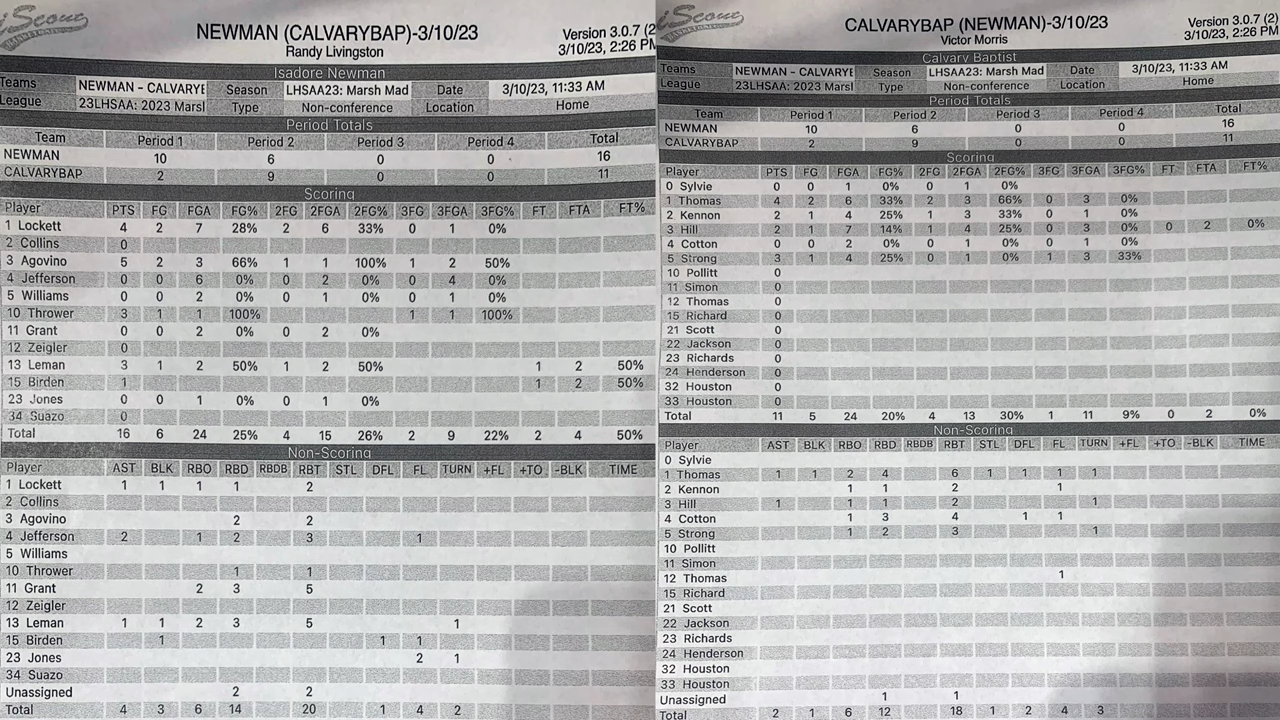 iScout
BASKETBALL
NEWMAN (CALVARYBAP)-3/10/23
Randy Livingston
Version 3.0.7 (2
3/10/23, 2:26 PM
Isadore Newman
Teams NEWMAN - CALVARYE Season LHSAA23: Marsh Mad Date 3/10/23, 11:33 AM
League 23LHSAA: 2023 Marsl Type Non-conference Location Home
Period Totals
Team Period 1 Period 2 Period 3 Period 4 Total
NEWMAN 10 6 0 0 16
CALVARYBAP 2 9 0 0 11
Scoring
Player PTS FG FGA FG% 2FG 2FGA 2FG% 3FG 3FGA 3FG% FT FTA FT%
1 Lockett 4 2 7 28% 2 6 33% 0 1 0%
2 Collins 0
3 Agovino 5 2 3 66% 1 1 100% 1 2 50%
4 Jefferson 0 0 6 0% 0 2 0% 0 4 0%
5 Williams 0 0 2 0% 0 1 0% 0 1 0%
10 Thrower 3 1 1 100% 1 1 100%
11 Grant 0 0 2 0% 0 2 0%
12 Zeigler 0
13 Leman 3 1 2 50% 1 2 50% 1 2 50%
15 Birden 1 1 2 50%
23 Jones 0 0 1 0% 0 1 0%
34 Suazo 0
Total 16 6 24 25% 4 15 26% 2 9 22% 2 4 50%
Non-Scoring
Player AST BLK RBO RBD RBDB RBT STL DFL FL TURN +FL +TO -BLK TIME
1 Lockett 1 1 1 1 2
2 Collins
3 Agovino 2 2
4 Jefferson 2 1 2 3 1
5 Williams
10 Thrower 1 1
11 Grant 2 3 5
12 Zeigler
13 Leman 1 1 2 3 5 1
15 Birden 1 1 1
23 Jones 2 1
34 Suazo
Unassigned 2 2
Total 4 3 6 14 20 1 4 2
iScout
BASKETBALL
CALVARYBAP (NEWMAN)-3/10/23
Victor Morris
Version 3.0.7 (2)
3/10/23, 2:26 PM
Calvary Baptist
Teams NEWMAN - CALVARYE Season LHSAA23: Marsh Mad Date 3/10/23, 11:33 AM
League 23LHSAA: 2023 Marsl Type Non-conference Location Home
Period Totals
Team Period 1 Period 2 Period 3 Period 4 Total
NEWMAN 10 6 0 0 16
CALVARYBAP 2 9 0 0 11
Scoring
Player PTS FG FGA FG% 2FG 2FGA 2FG% 3FG 3FGA 3FG% FT FTA FT%
0 Sylvie 0 0 1 0% 0 1 0%
1 Thomas 4 2 6 33% 2 3 66% 0 3 0%
2 Kennon 2 1 4 25% 1 3 33% 0 1 0%
3 Hill 2 1 7 14% 1 4 25% 0 3 0% 0 2 0%
4 Cotton 0 0 2 0% 0 1 0% 0 1 0%
5 Strong 3 1 4 25% 0 1 0% 1 3 33%
10 Pollitt 0
11 Simon 0
12 Thomas 0
15 Richard 0
21 Scott 0
22 Jackson 0
23 Richards 0
24 Henderson 0
32 Houston 0
33 Houston 0
Total 11 5 24 20% 4 13 30% 1 11 9% 0 2 0%
Non-Scoring
Player AST BLK RBO RBD RBDB RBT STL DFL FL TURN +FL +TO -BLK TIME
0 Sylvie
1 Thomas 1 1 2 4 6 1 1 1 1
2 Kennon 1 1 2 1
3 Hill 1 1 1 2 1
4 Cotton 1 3 4 1 1
5 Strong 1 2 3 1
10 Pollitt
11 Simon
12 Thomas 1
15 Richard
21 Scott
22 Jackson
23 Richards
24 Henderson
32 Houston
33 Houston
Unassigned 1 1
Total 2 1 6 12 18 1 2 4 3